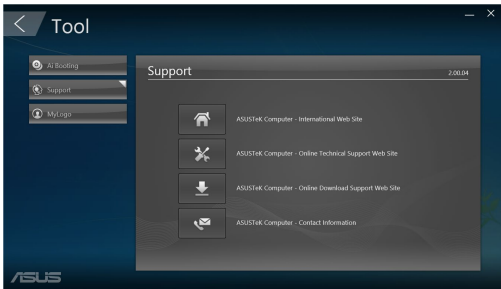 Tool
Ai Booting
Support
MyLogo
Support
2.00.04
ASUSTeK Computer - International Web Site
ASUSTeK Computer - Online Technical Support Web Site
ASUSTeK Computer - Online Download Support Web Site
ASUSTeK Computer - Contact Information
ASUS